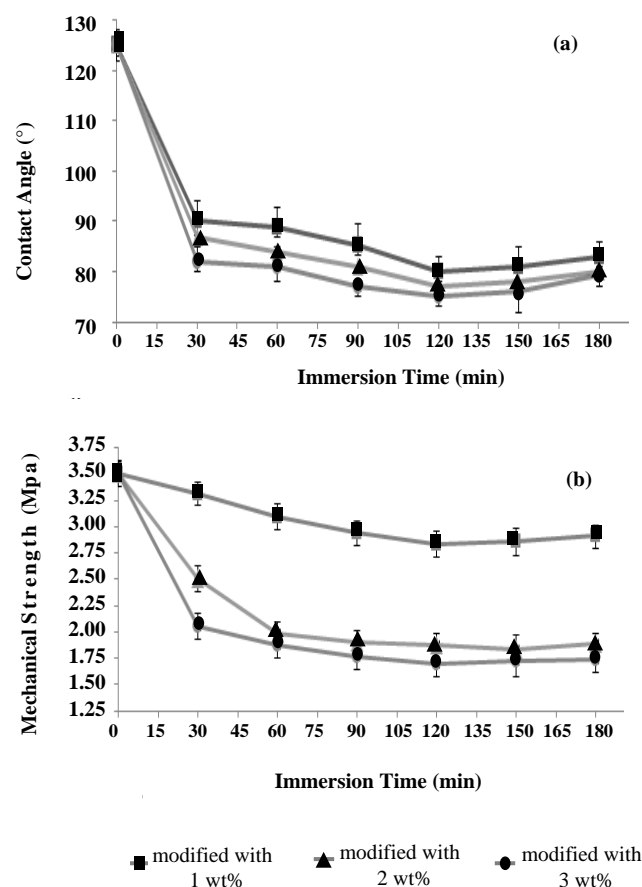 130
120
110
100
90
80
70
Contact Angle (°)
(a)
0 15 30 45 60 75 90 105 120 135 150 165 180
Immersion Time (min)
3.75
3.50
3.25
3.00
2.75
2.50
2.25
2.00
1.75
1.50
1.25
Mechanical Strength (Mpa)
(b)
0 15 30 45 60 75 90 105 120 135 150 165 180
Immersion Time (min)
modified with
1 wt%
modified with
2 wt%
modified with
3 wt%